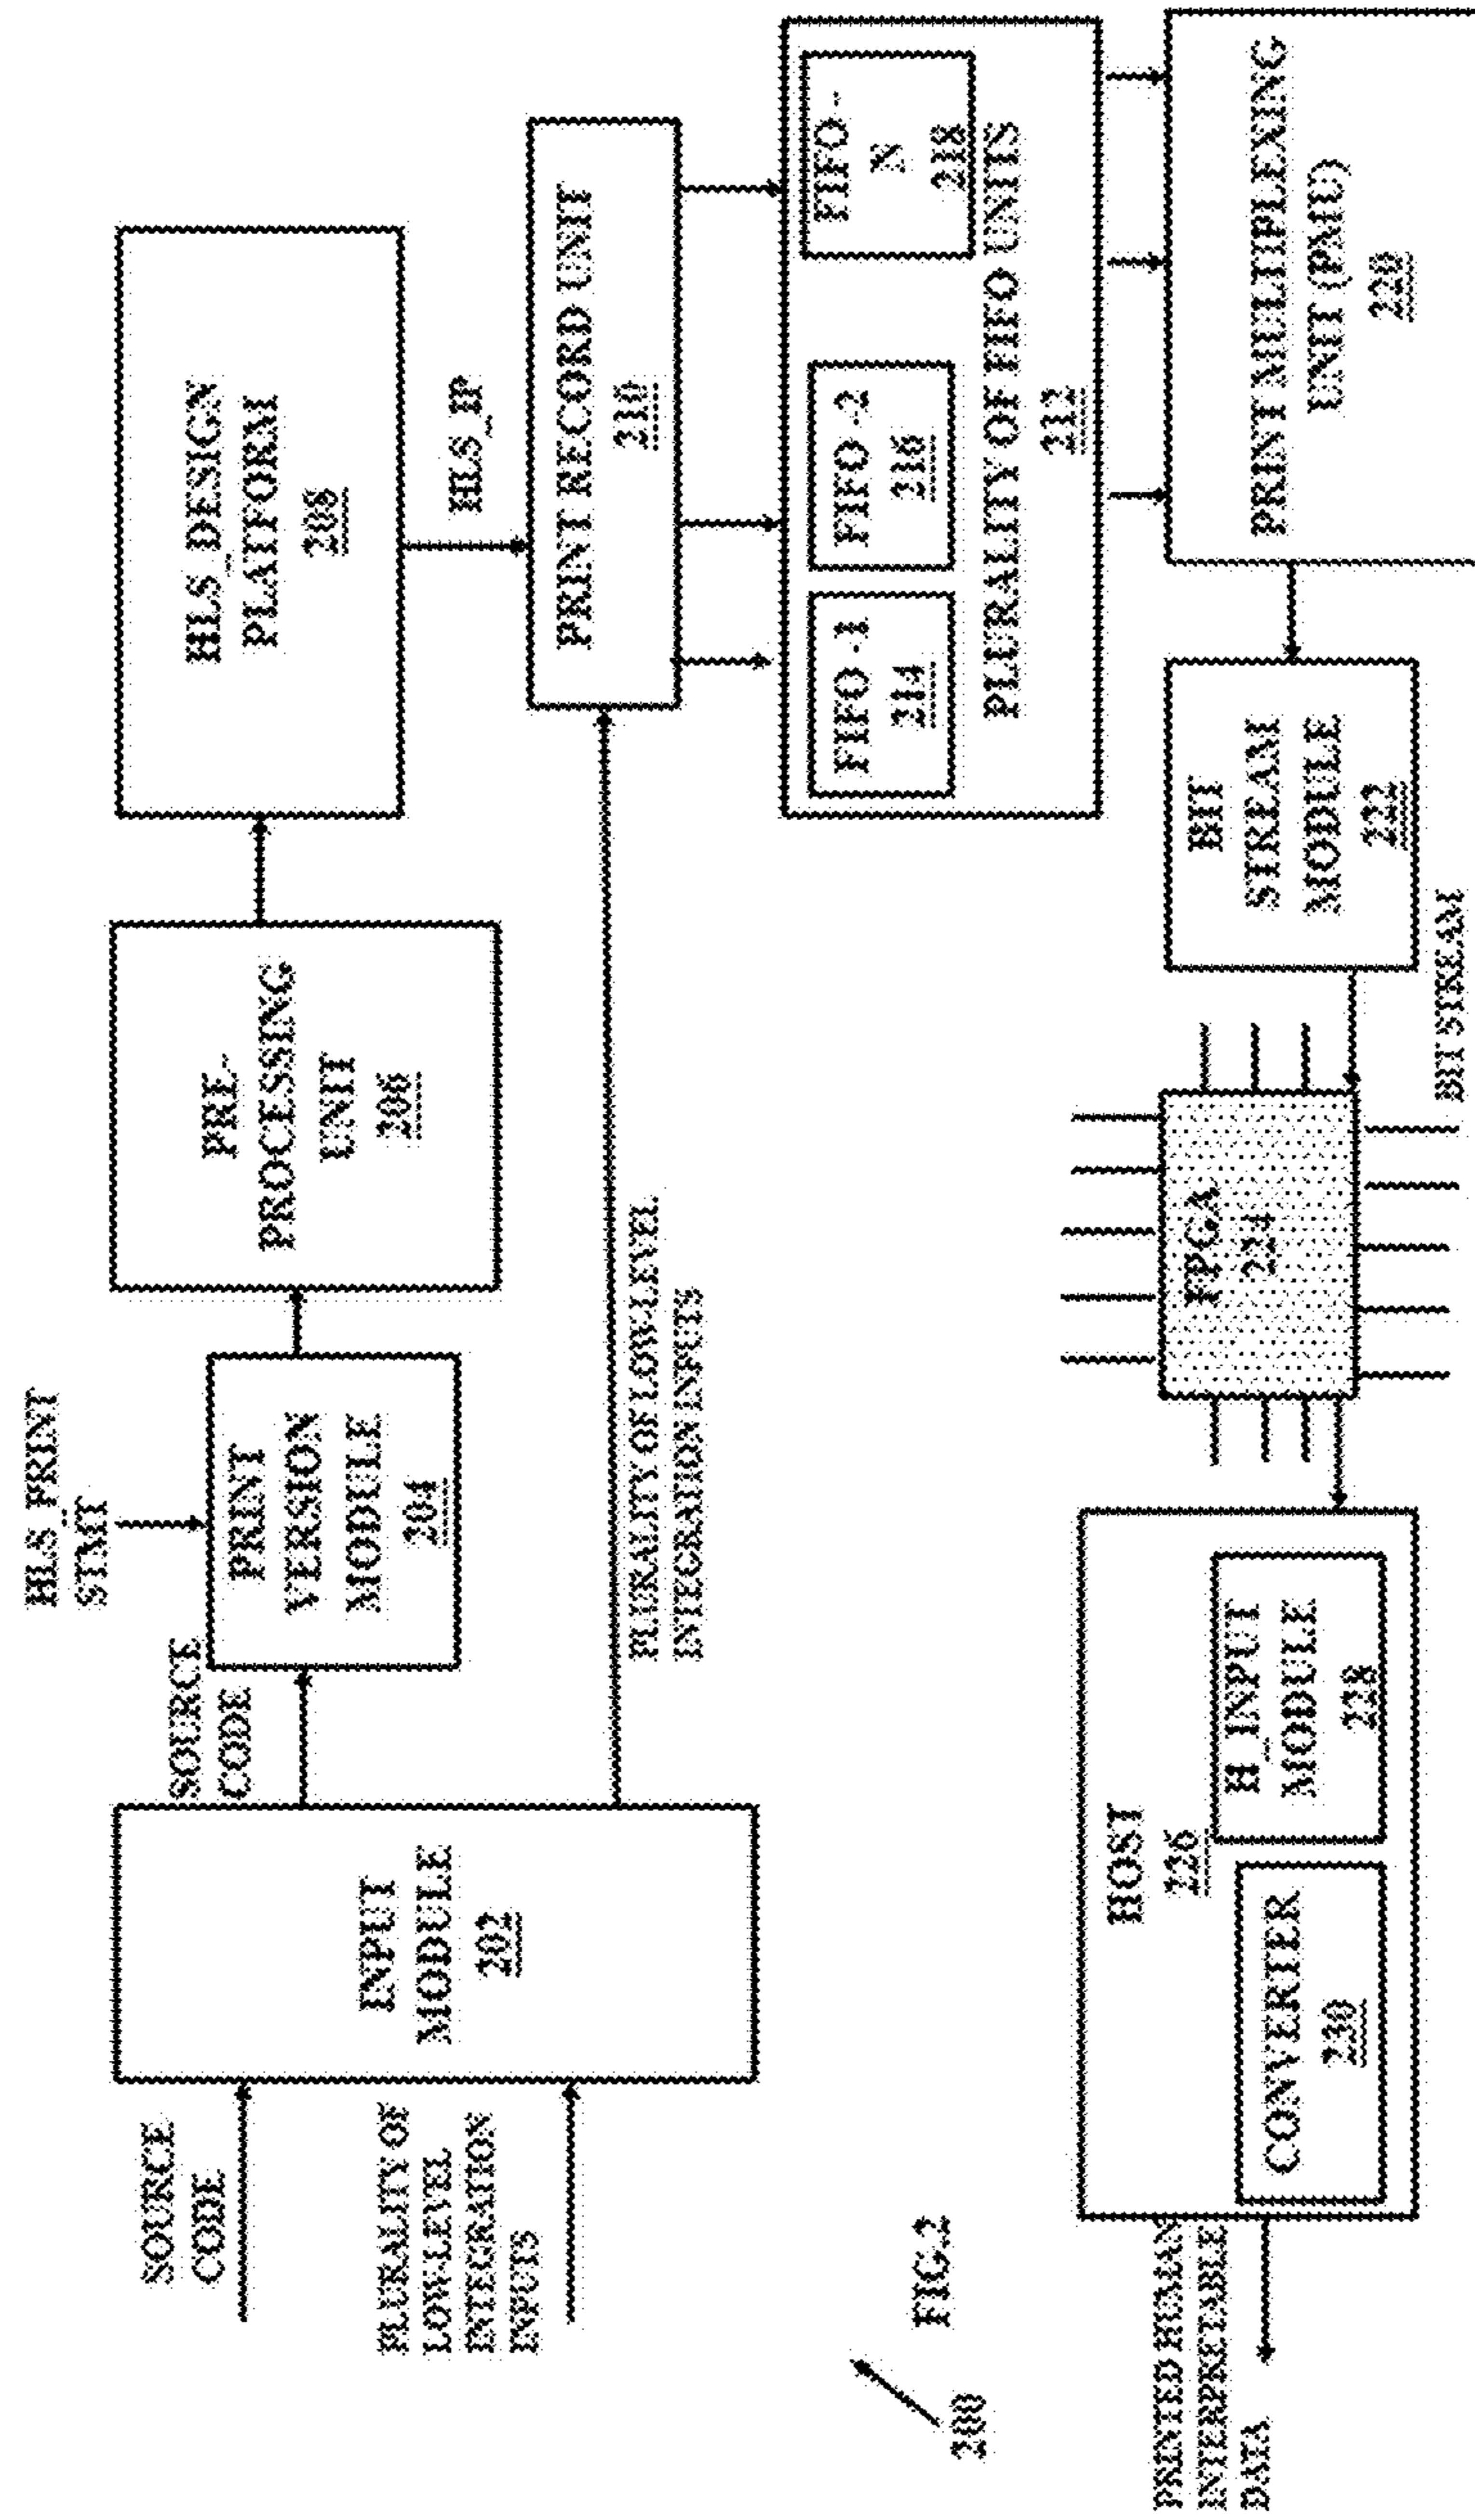 SOURCE
CODE
PLURALITY OF
LOW-LEVEL
INTEGRATION
INPUTS
INPUT
MODULE
202
SOURCE
CODE
HLS_PRINT
STMT
PRINT
VERSION
MODULE
204
PRE-
PROCESSING
UNIT
206
HLS_DESIGN
PLATFORM
208
HLS_IP
PLURALITY OF LOW-LEVEL
INTEGRATION INPUTS
PRINT RECORD UNIT
210
FIFO -1
214
FIFO -2
216
FIFO-
N
218
PLURALITY OF FIFO UNITS
212
PRINT MULTIPLEXING
UNIT (PMU)
220
BIT
STREAM
MODULE
222
BIT STREAM
FPGA
224
HOST
226
H_INPUT
MODULE
228
CONVERTER
230
PRINTED HUMAN
INTERPRETABLE
DATA
200
FIG.2